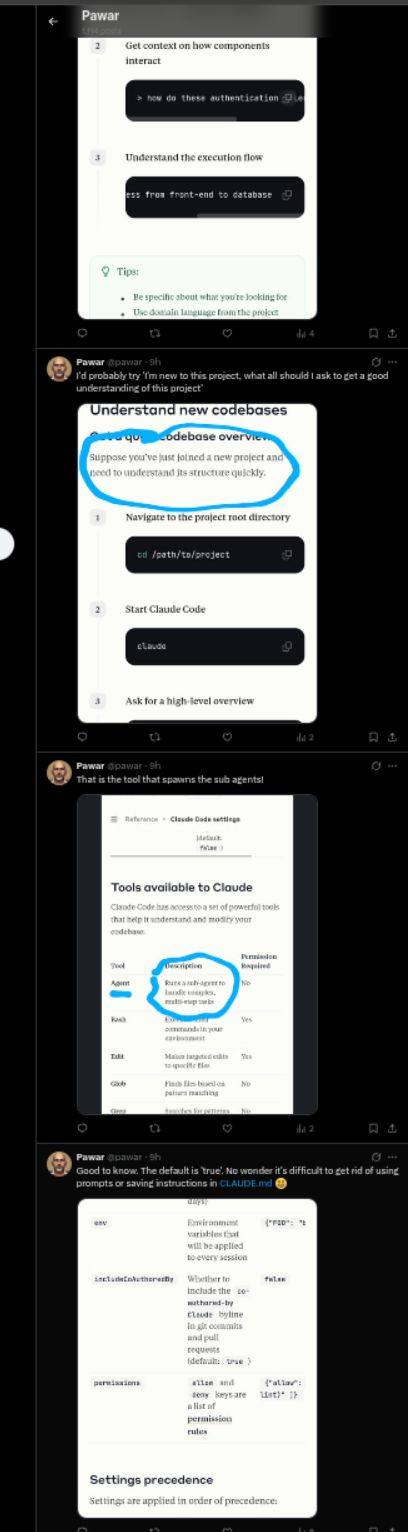 Pawar
2 Get context on how components
interact
> how do these authentication
3 Understand the execution flow
ess from front-end to database
Tips:
• Be specific about what you're looking for
• Use domain language from the project
4
Pawar @pawar · 9h
I'd probably try 'I'm new to this project, what all should I ask to get a good
understanding of this project'
Understand new codebases
codebase overview
Suppose you've just joined a new project and
need to understand its structure quickly.
1 Navigate to the project root directory
cd /path/to/project
2 Start Claude Code
claude
3 Ask for a high-level overview
2
Pawar @pawar · 9h
That is the tool that spawns the sub agents!
Reference > Claude Code settings
(default:
false )
Tools available to Claude
Claude Code has access to a set of powerful tools
that help it understand and modify your
codebase:
Permission
Tool Description Required
Agent Runs a sub-agent to No
handle complex,
multi-step tasks
Bash Yes
commands in your
environment
Edit Makes targeted edits Yes
to specific files
Glob Finds files based on No
pattern matching
Grep Searches for patterns No
2
Pawar @pawar · 9h
Good to know. The default is 'true'. No wonder it's difficult to get rid of using
prompts or saving instructions in CLAUDE.md 😃
days)
env Environment
variables that
will be applied
to every session
includeCoAuthoredBy Whether to false
include the co-
authored-by
Claude byline
in git commits
and pull
requests
(default: true )
permissions allow and {"allow":
deny keys are
a list of
permission
rules
Settings precedence
Settings are applied in order of precedence: